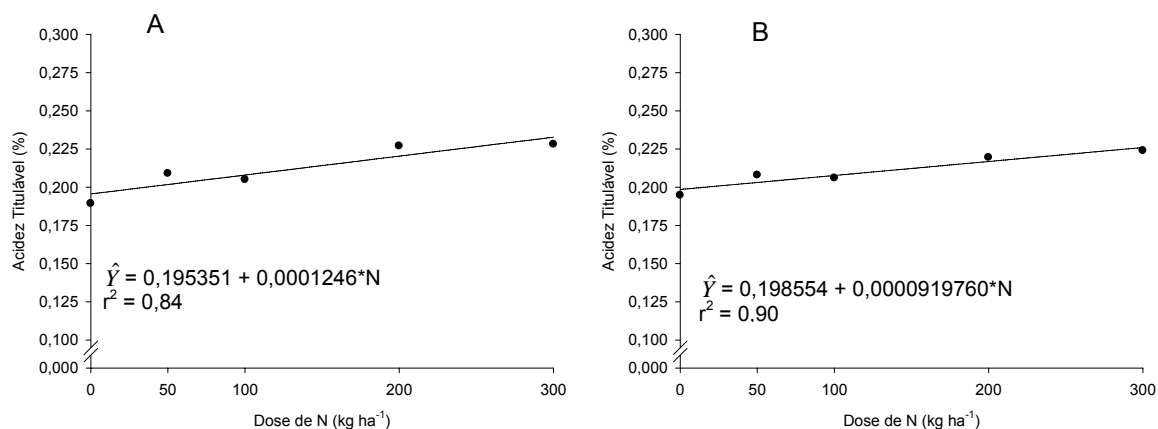 A
0,300
0,275
0,250
0,225
0,200
0,175
0,150
0,125
0,100
0,000
Acidez Titulável (%)
Ŷ = 0,195351 + 0,0001246*N
r² = 0,84
0 50 100 200 300
Dose de N (kg ha⁻¹)
B
0,300
0,275
0,250
0,225
0,200
0,175
0,150
0,125
0,100
0,000
Acidez Titulável (%)
Ŷ = 0,198554 + 0,0000919760*N
r² = 0.90
0 50 100 200 300
Dose de N (kg ha⁻¹)